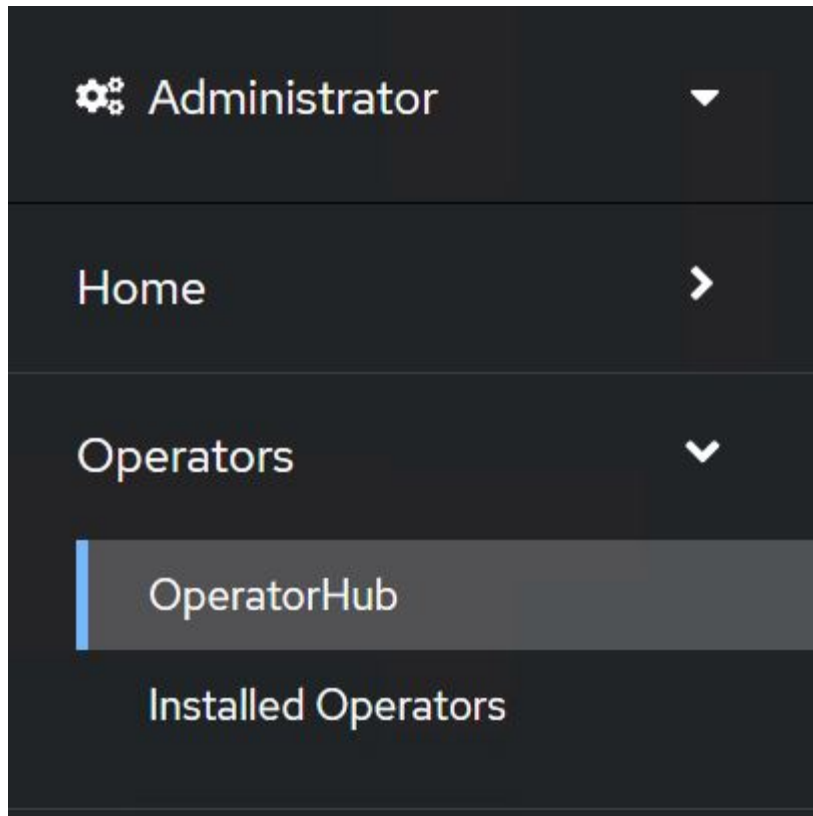 Administrator
Home
Operators
OperatorHub
Installed Operators